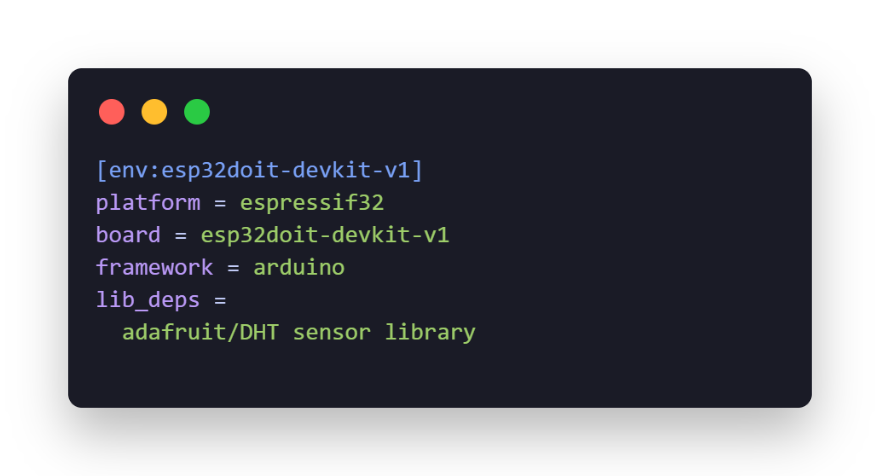 [env:esp32doit-devkit-v1]
platform = espressif32
board = esp32doit-devkit-v1
framework = arduino
lib_deps =
  adafruit/DHT sensor library